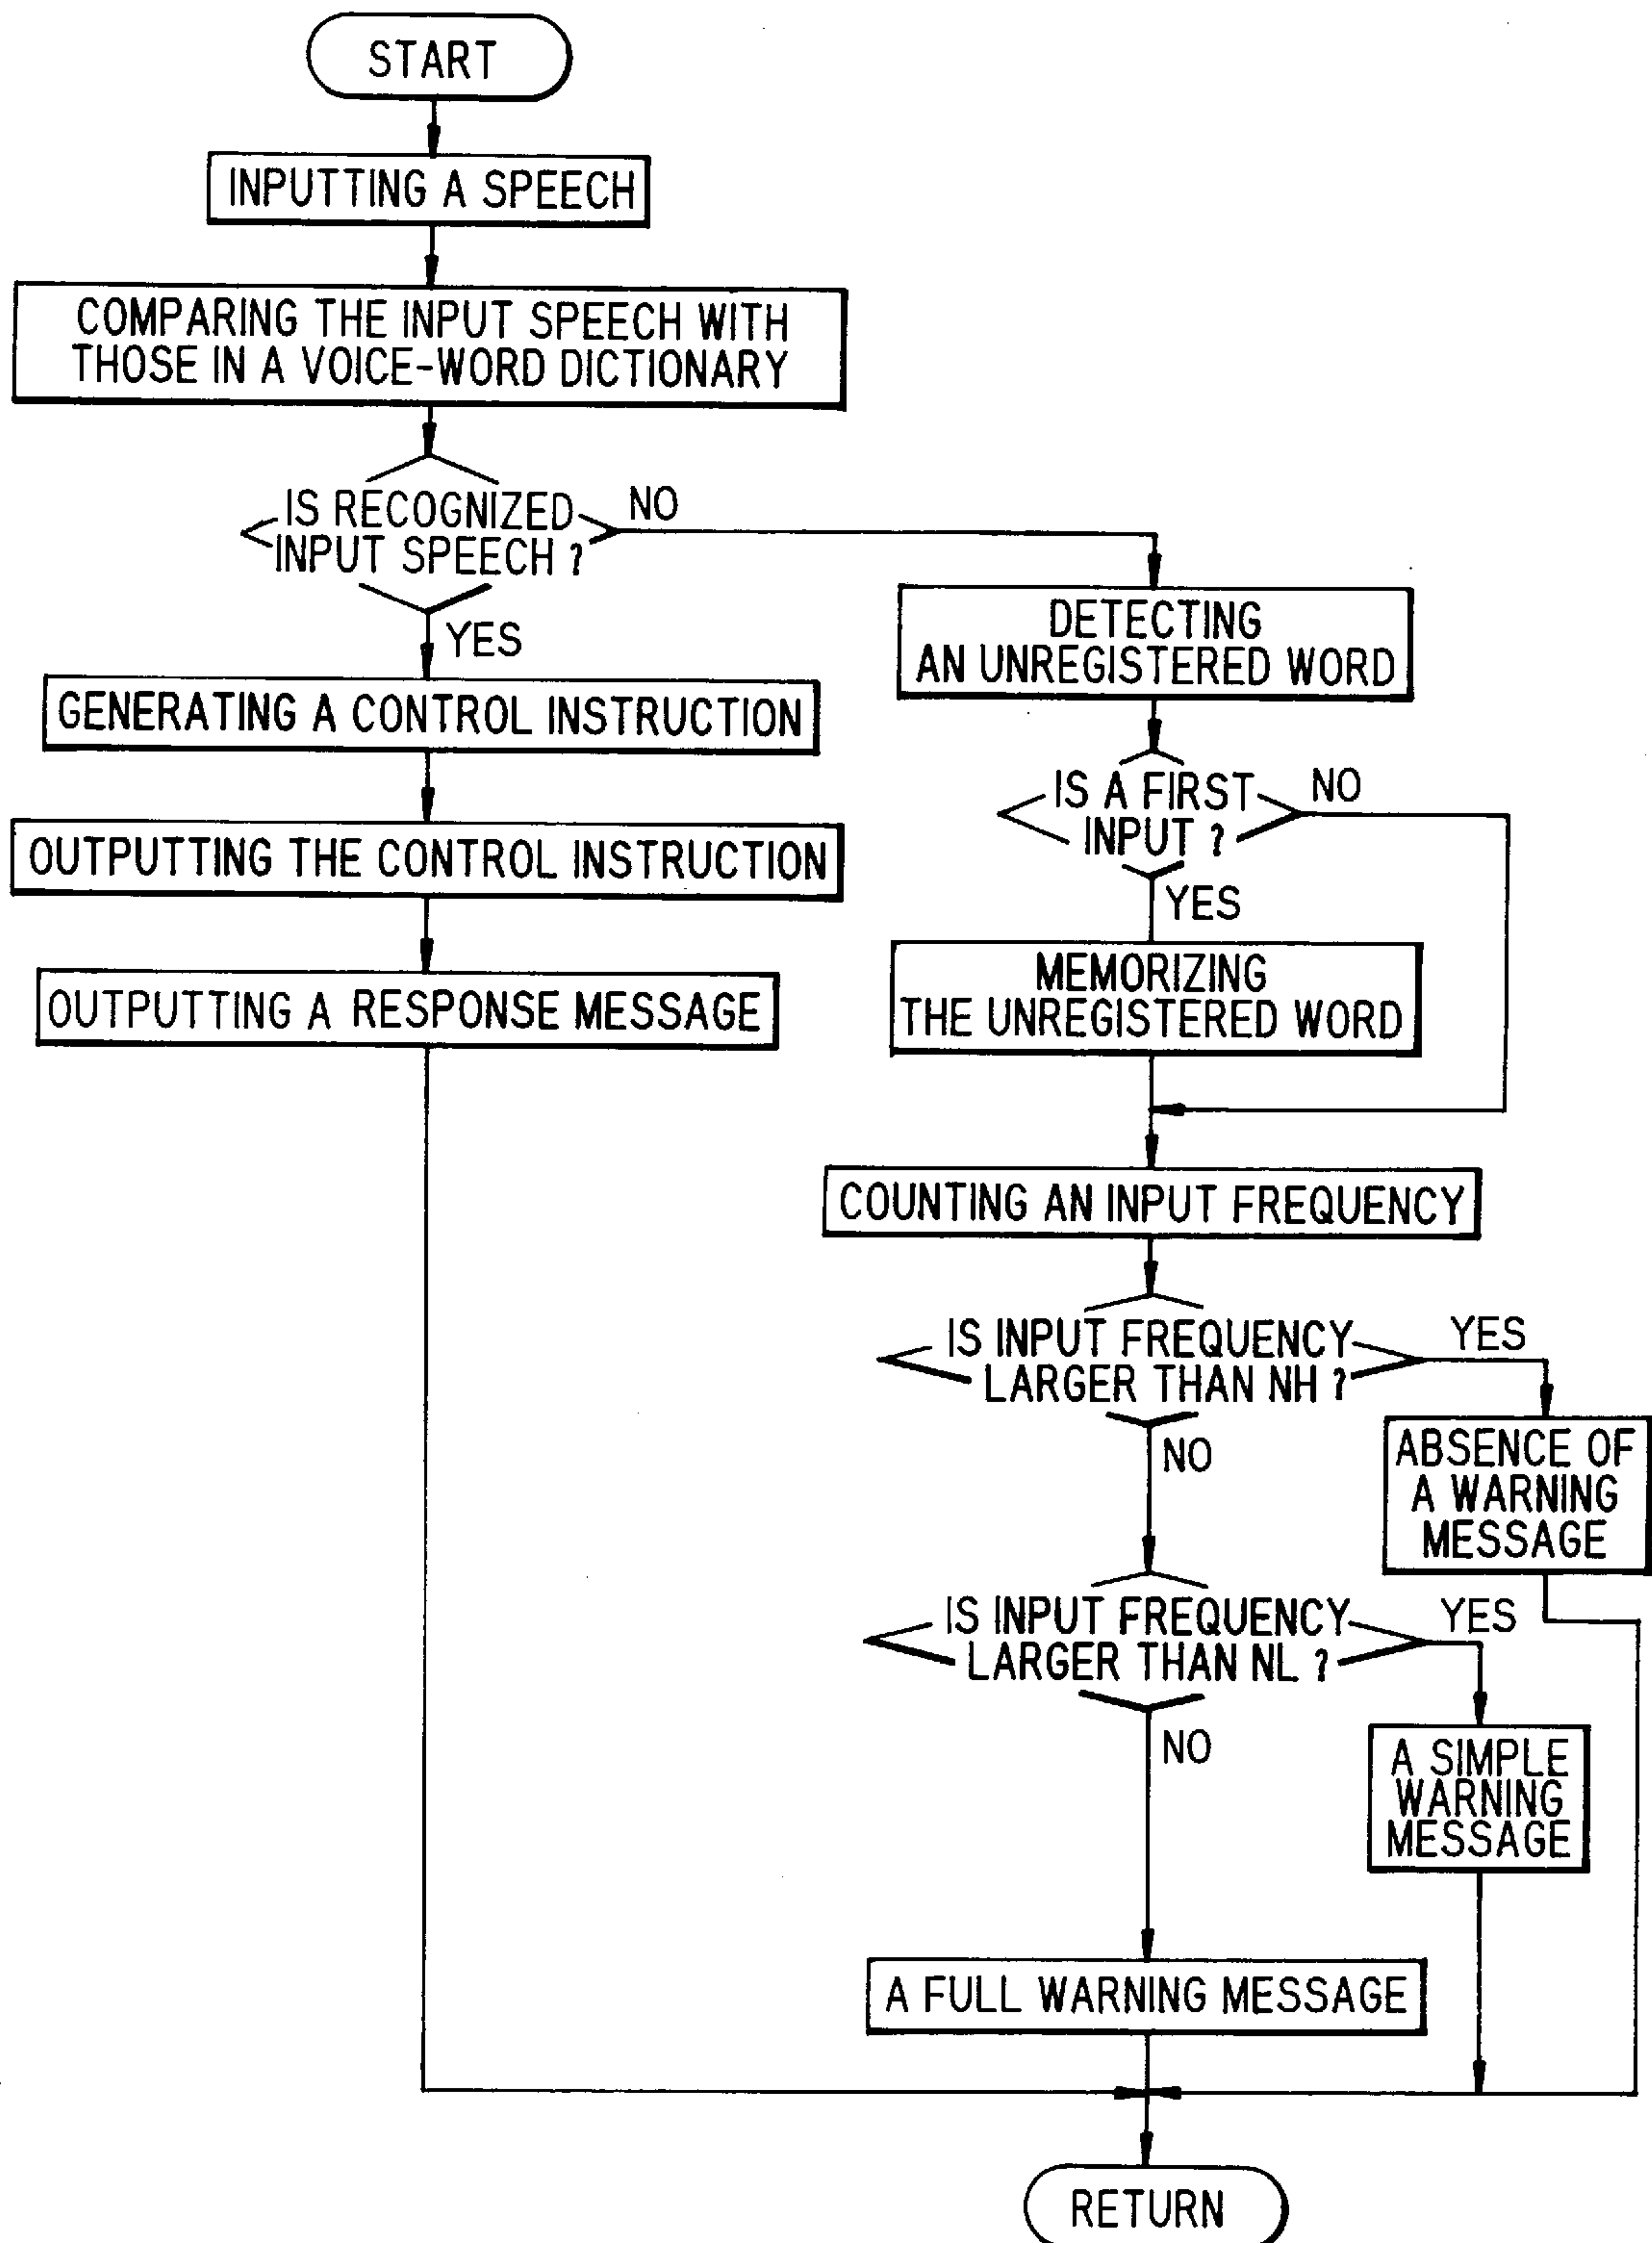 START
INPUTTING A SPEECH
COMPARING THE INPUT SPEECH WITH
THOSE IN A VOICE-WORD DICTIONARY
IS RECOGNIZED
INPUT SPEECH ?
NO
YES
GENERATING A CONTROL INSTRUCTION
OUTPUTTING THE CONTROL INSTRUCTION
OUTPUTTING A RESPONSE MESSAGE
DETECTING
AN UNREGISTERED WORD
IS A FIRST
INPUT ?
NO
YES
MEMORIZING
THE UNREGISTERED WORD
COUNTING AN INPUT FREQUENCY
IS INPUT FREQUENCY
LARGER THAN NH ?
YES
NO
ABSENCE OF
A WARNING
MESSAGE
IS INPUT FREQUENCY
LARGER THAN NL ?
YES
NO
A SIMPLE
WARNING
MESSAGE
A FULL WARNING MESSAGE
RETURN